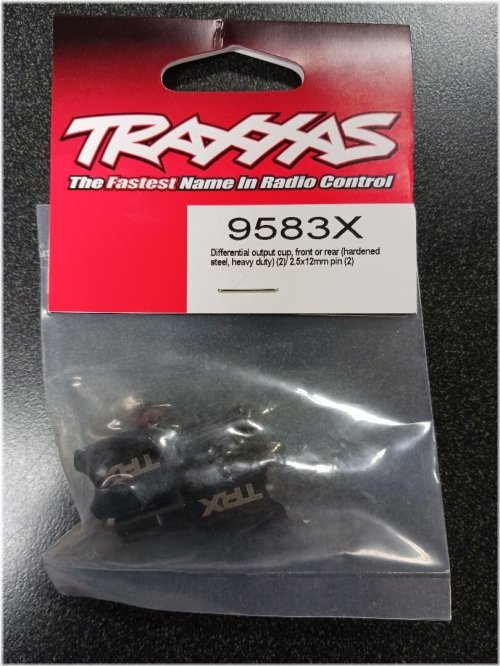 TRAXXAS
The Fastest Name In Radio Control
9583X
Differential output cup, front or rear (hardened
steel, heavy duty) (2)/ 2.5x12mm pin (2)
TRX
TRX